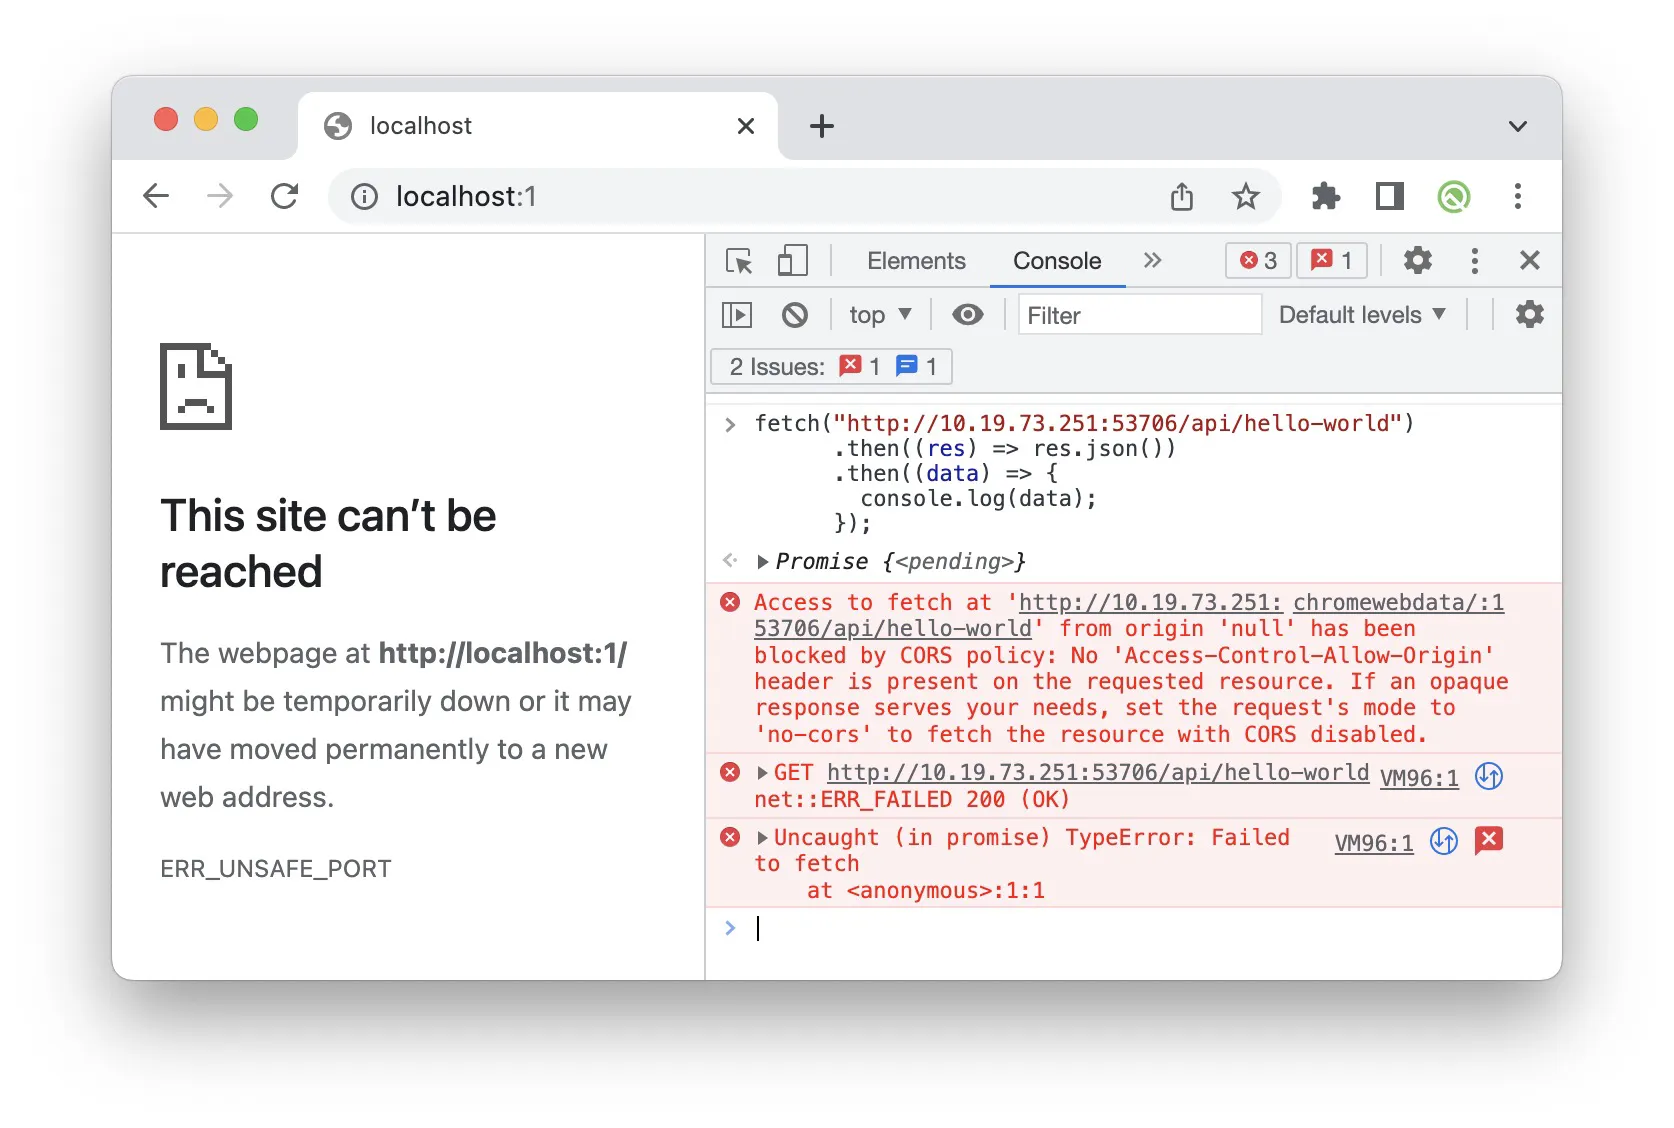 localhost
localhost:1
Elements Console 3 1
top Filter Default levels
2 Issues: 1 1
This site can’t be
reached
The webpage at http://localhost:1/
might be temporarily down or it may
have moved permanently to a new
web address.
ERR_UNSAFE_PORT
fetch("http://10.19.73.251:53706/api/hello-world")
.then((res) => res.json())
.then((data) => {
console.log(data);
});
Promise {<pending>}
Access to fetch at 'http://10.19.73.251: chromewebdata/:1
53706/api/hello-world' from origin 'null' has been
blocked by CORS policy: No 'Access-Control-Allow-Origin'
header is present on the requested resource. If an opaque
response serves your needs, set the request's mode to
'no-cors' to fetch the resource with CORS disabled.
GET http://10.19.73.251:53706/api/hello-world VM96:1
net::ERR_FAILED 200 (OK)
Uncaught (in promise) TypeError: Failed VM96:1
to fetch
at <anonymous>:1:1